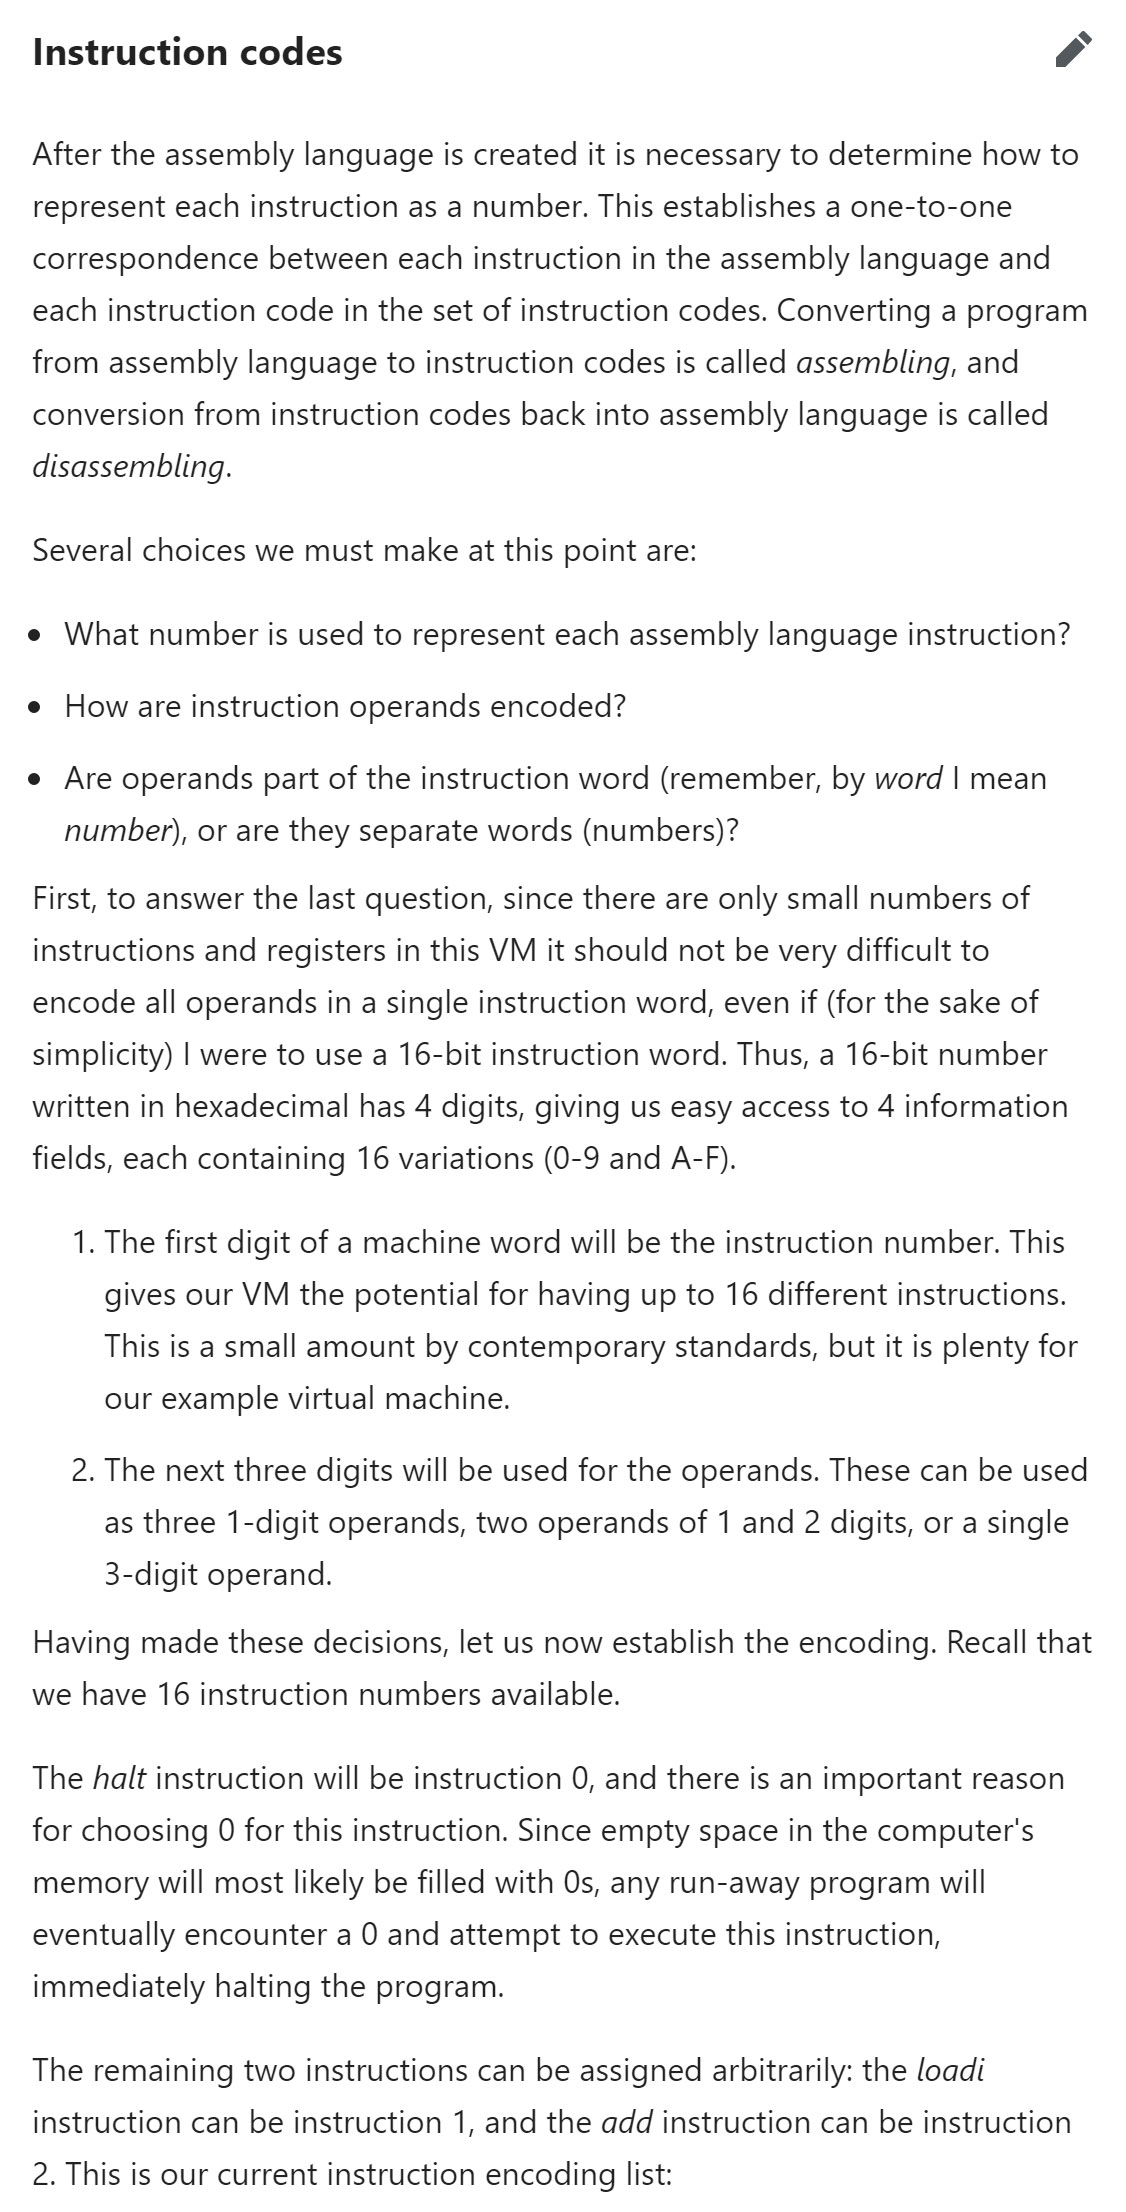 Instruction codes
After the assembly language is created it is necessary to determine how to
represent each instruction as a number. This establishes a one-to-one
correspondence between each instruction in the assembly language and
each instruction code in the set of instruction codes. Converting a program
from assembly language to instruction codes is called assembling, and
conversion from instruction codes back into assembly language is called
disassembling.
Several choices we must make at this point are:
• What number is used to represent each assembly language instruction?
• How are instruction operands encoded?
• Are operands part of the instruction word (remember, by word I mean
number), or are they separate words (numbers)?
First, to answer the last question, since there are only small numbers of
instructions and registers in this VM it should not be very difficult to
encode all operands in a single instruction word, even if (for the sake of
simplicity) I were to use a 16-bit instruction word. Thus, a 16-bit number
written in hexadecimal has 4 digits, giving us easy access to 4 information
fields, each containing 16 variations (0-9 and A-F).
1. The first digit of a machine word will be the instruction number. This
gives our VM the potential for having up to 16 different instructions.
This is a small amount by contemporary standards, but it is plenty for
our example virtual machine.
2. The next three digits will be used for the operands. These can be used
as three 1-digit operands, two operands of 1 and 2 digits, or a single
3-digit operand.
Having made these decisions, let us now establish the encoding. Recall that
we have 16 instruction numbers available.
The halt instruction will be instruction 0, and there is an important reason
for choosing 0 for this instruction. Since empty space in the computer's
memory will most likely be filled with 0s, any run-away program will
eventually encounter a 0 and attempt to execute this instruction,
immediately halting the program.
The remaining two instructions can be assigned arbitrarily: the loadi
instruction can be instruction 1, and the add instruction can be instruction
2. This is our current instruction encoding list: